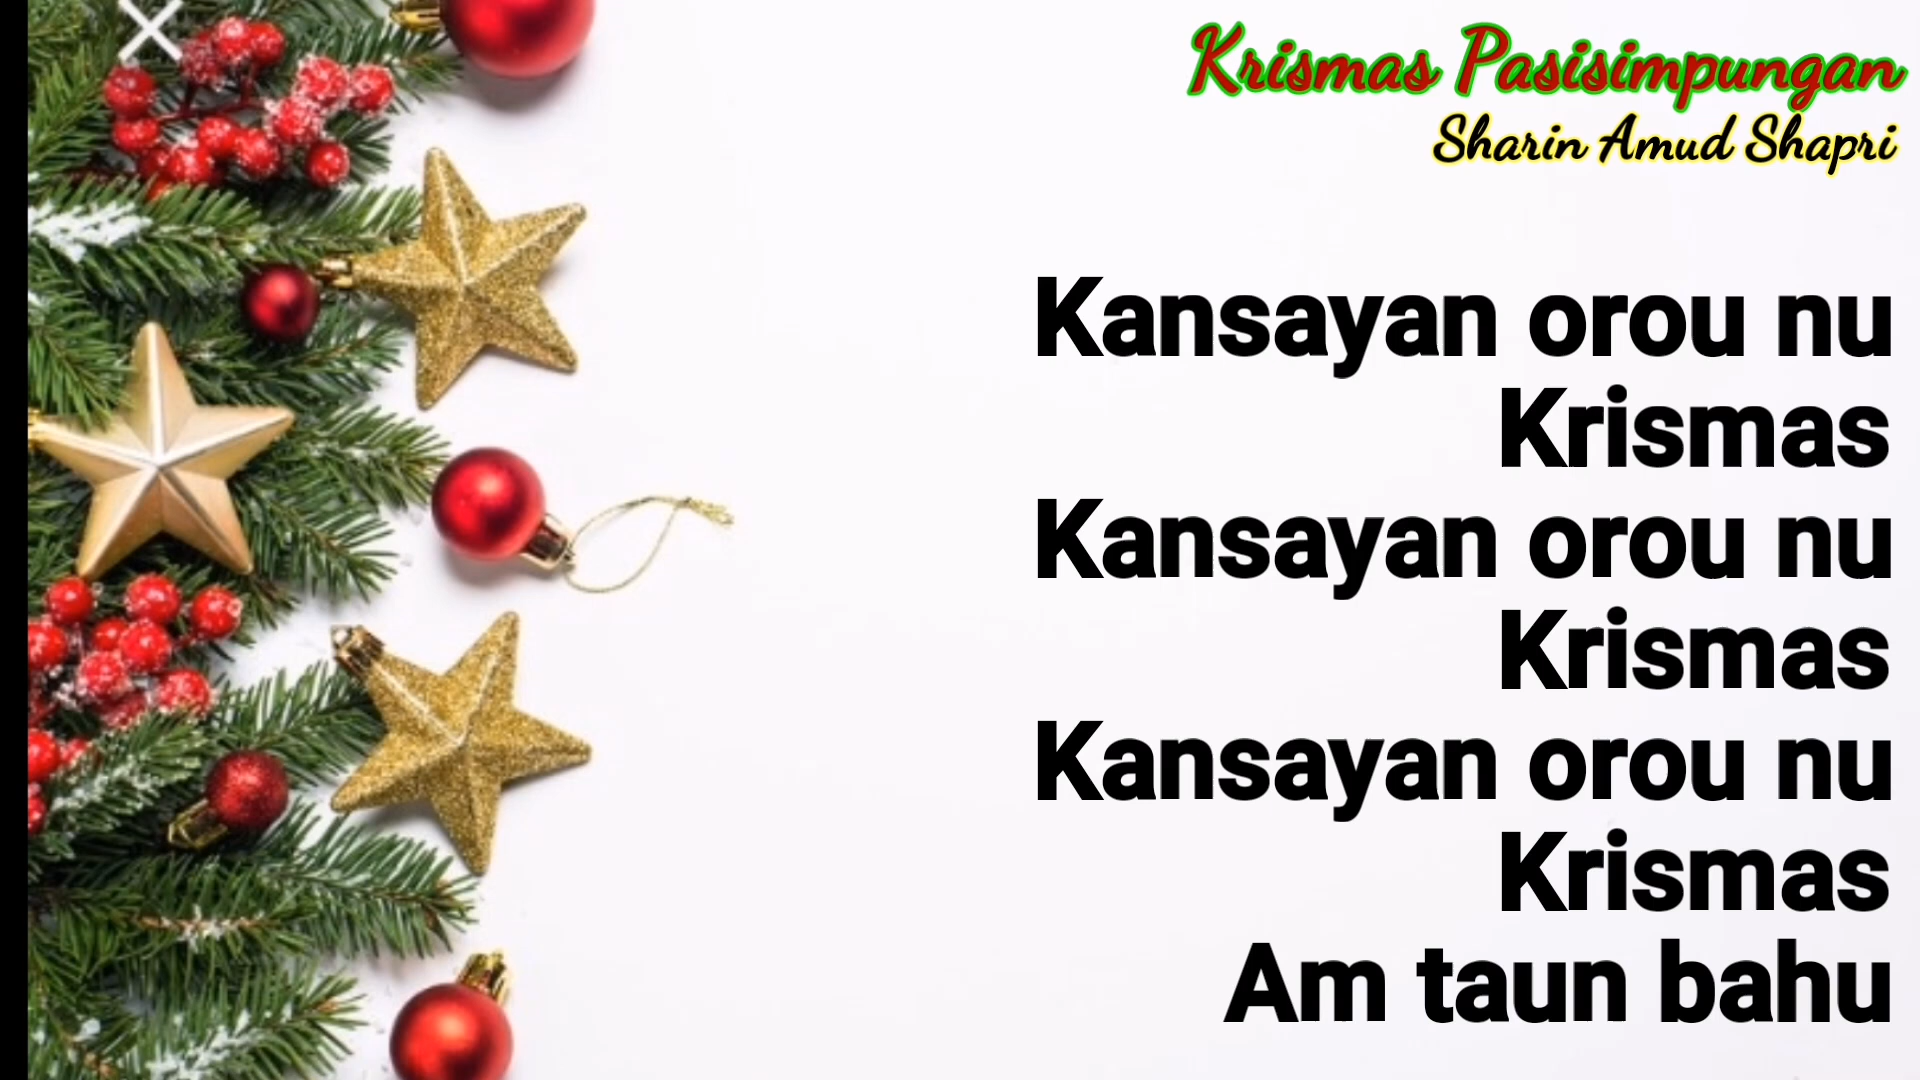 Krismas Pasisimpungan
Sharin Amud Shapri
Kansayan orou nu
Krismas
Kansayan orou nu
Krismas
Kansayan orou nu
Krismas
Am taun bahu